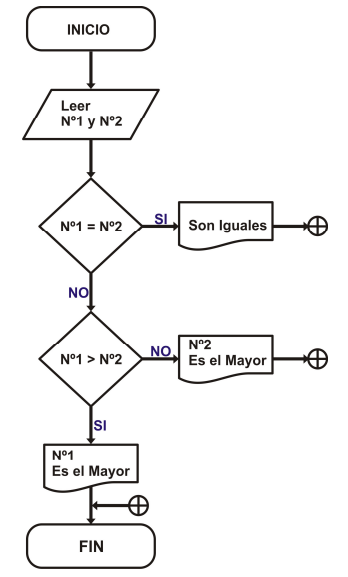 INICIO
Leer
Nº1 y Nº2
Nº1 = Nº2
SI
Son Iguales
NO
Nº1 > Nº2
NO
Nº2
Es el Mayor
SI
Nº1
Es el Mayor
FIN